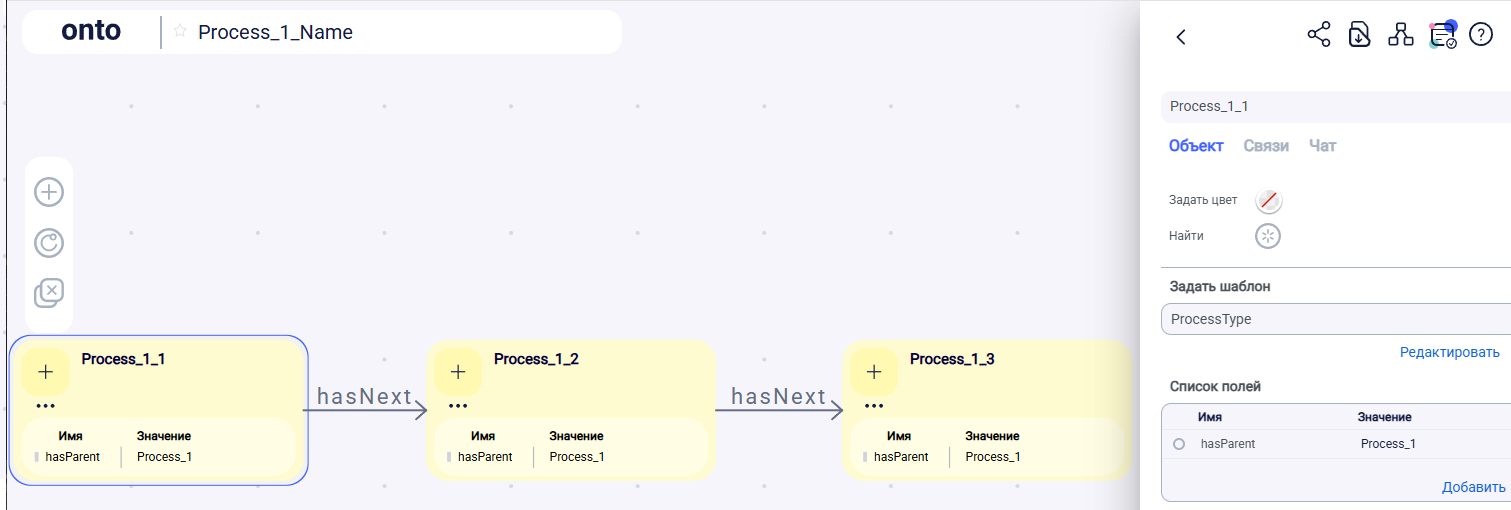 onto
Process_1_Name
Process_1_1
Имя Значение
hasParent Process_1
hasNext
Process_1_2
Имя Значение
hasParent Process_1
hasNext
Process_1_3
Имя Значение
hasParent Process_1
Process_1_1
Объект Связи Чат
Задать цвет
Найти
Задать шаблон
ProcessType
Редактировать
Список полей
Имя Значение
hasParent Process_1
Добавить